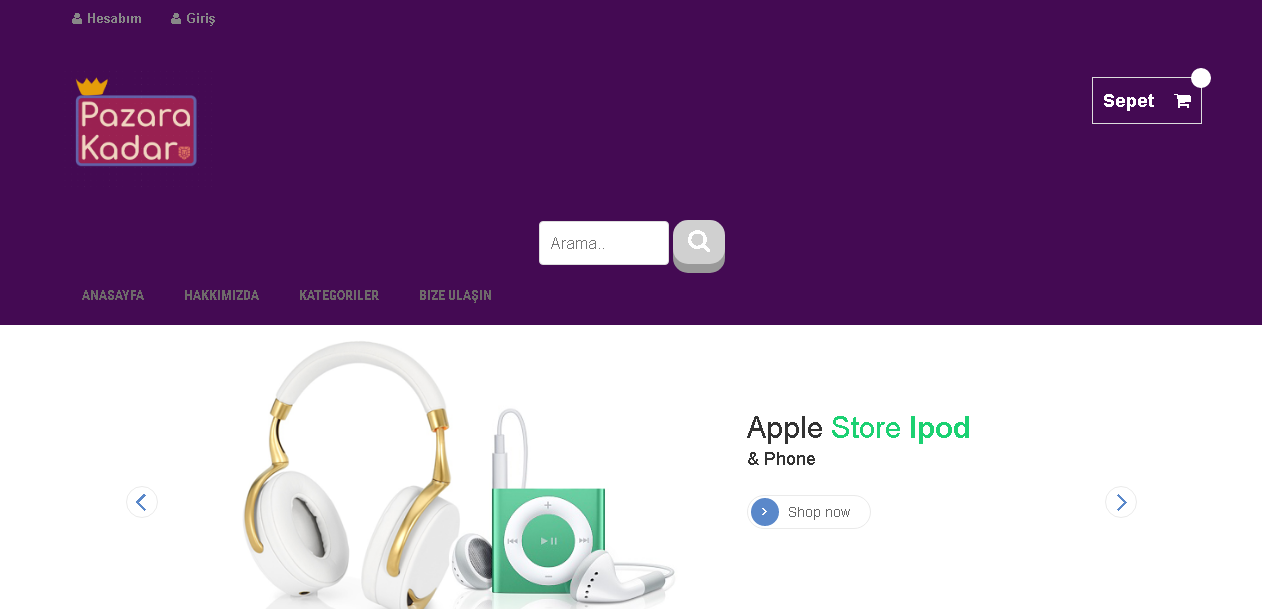 Hesabım Giriş
Pazara
Kadar
Sepet
Arama..
ANASAYFA HAKKIMIZDA KATEGORILER BIZE ULAŞIN
Apple Store Ipod
& Phone
Shop now